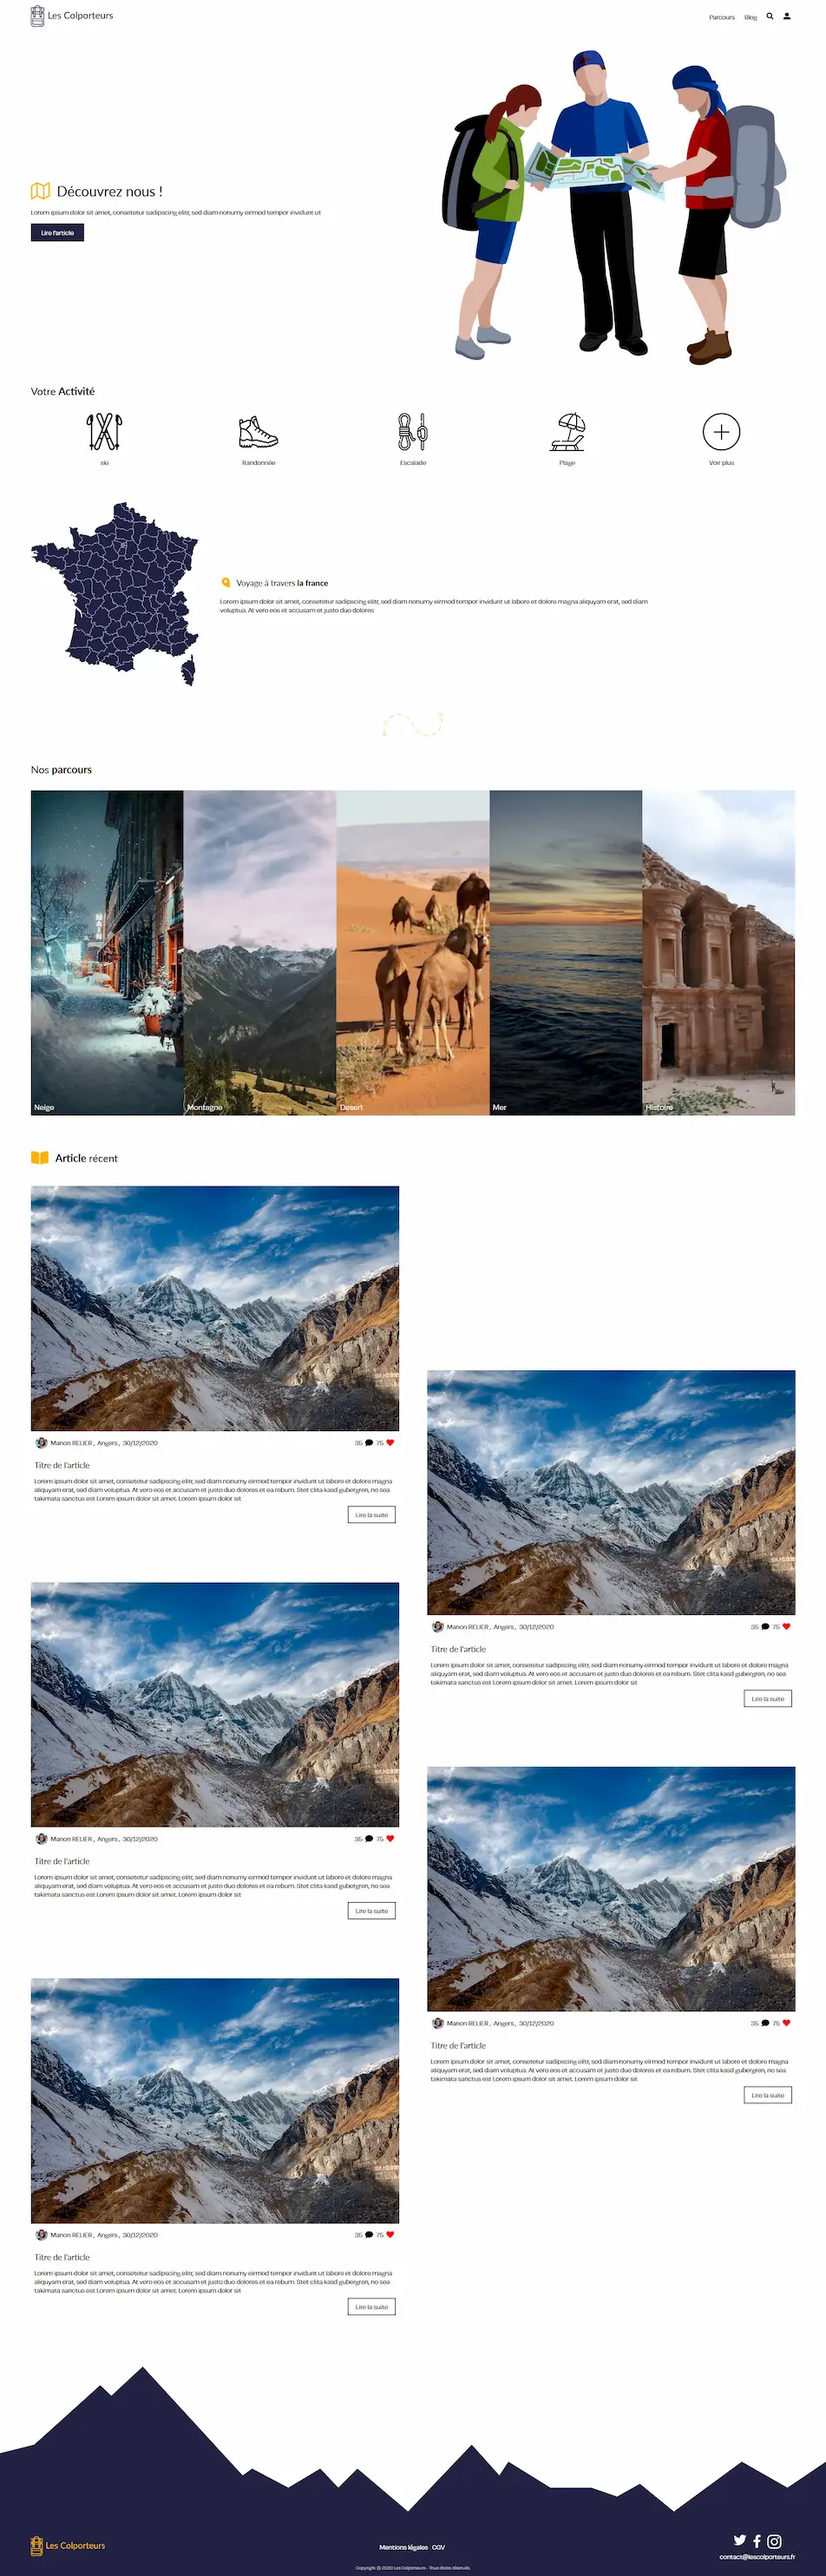 Les Colporteurs
Parcours Blog
Découvrez nous !
Lorem ipsum dolor sit amet, consetetur sadipscing elitr, sed diam nonumy eirmod tempor invidunt ut
Lire l'article
Votre Activité
ski
Randonnée
Escalade
Plage
Voir plus
Voyage à travers la france
Lorem ipsum dolor sit amet, consetetur sadipscing elitr, sed diam nonumy eirmod tempor invidunt ut labore et dolore magna aliquyam erat, sed diam
voluptua. At vero eos et accusam et justo duo dolores
Nos parcours
MAIN
Neige
Montagne
Desert
Mer
Histoire
Article récent
Manon RELIER , Angers , 30/12/2020
35 75
Titre de l'article
Lorem ipsum dolor sit amet, consetetur sadipscing elitr, sed diam nonumy eirmod tempor invidunt ut labore et dolore magna
aliquyam erat, sed diam voluptua. At vero eos et accusam et justo duo dolores et ea rebum. Stet clita kasd gubergren, no sea
takimata sanctus est Lorem ipsum dolor sit amet. Lorem ipsum dolor sit
Lire la suite
Manon RELIER , Angers , 30/12/2020
35 75
Titre de l'article
Lorem ipsum dolor sit amet, consetetur sadipscing elitr, sed diam nonumy eirmod tempor invidunt ut labore et dolore magna
aliquyam erat, sed diam voluptua. At vero eos et accusam et justo duo dolores et ea rebum. Stet clita kasd gubergren, no sea
takimata sanctus est Lorem ipsum dolor sit amet. Lorem ipsum dolor sit
Lire la suite
Manon RELIER , Angers , 30/12/2020
35 75
Titre de l'article
Lorem ipsum dolor sit amet, consetetur sadipscing elitr, sed diam nonumy eirmod tempor invidunt ut labore et dolore magna
aliquyam erat, sed diam voluptua. At vero eos et accusam et justo duo dolores et ea rebum. Stet clita kasd gubergren, no sea
takimata sanctus est Lorem ipsum dolor sit amet. Lorem ipsum dolor sit
Lire la suite
Manon RELIER , Angers , 30/12/2020
35 75
Titre de l'article
Lorem ipsum dolor sit amet, consetetur sadipscing elitr, sed diam nonumy eirmod tempor invidunt ut labore et dolore magna
aliquyam erat, sed diam voluptua. At vero eos et accusam et justo duo dolores et ea rebum. Stet clita kasd gubergren, no sea
takimata sanctus est Lorem ipsum dolor sit amet. Lorem ipsum dolor sit
Lire la suite
Manon RELIER , Angers , 30/12/2020
35 75
Titre de l'article
Lorem ipsum dolor sit amet, consetetur sadipscing elitr, sed diam nonumy eirmod tempor invidunt ut labore et dolore magna
aliquyam erat, sed diam voluptua. At vero eos et accusam et justo duo dolores et ea rebum. Stet clita kasd gubergren, no sea
takimata sanctus est Lorem ipsum dolor sit amet. Lorem ipsum dolor sit
Lire la suite
Les Colporteurs
Mentions légales CGV
contact@lescolporteurs.fr
Copyright © 2020 Les Colporteurs - Tous droits réservés.